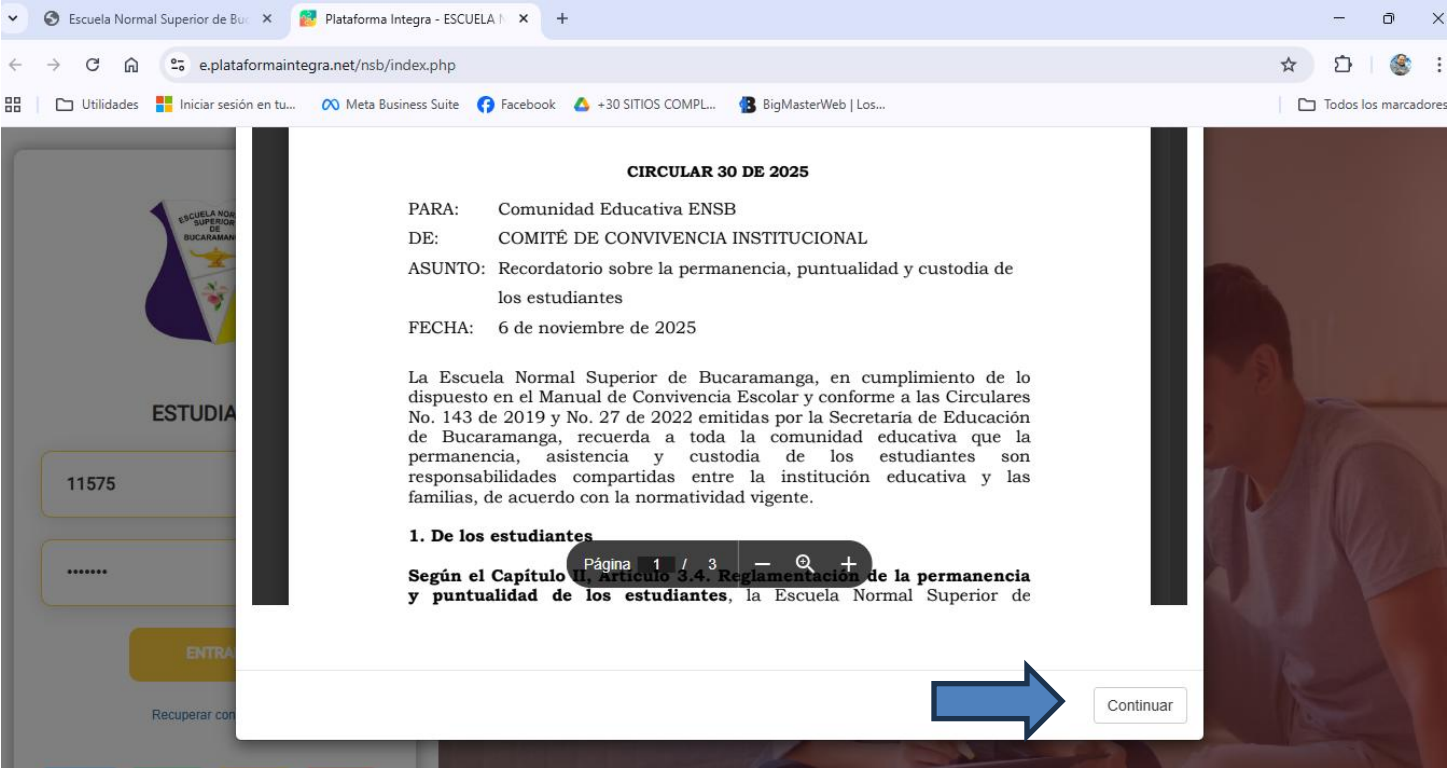 Escuela Normal Superior de Buc
Plataforma Integra - ESCUELA N
e.plataformaintegra.net/nsb/index.php
Utilidades
Iniciar sesión en tu...
Meta Business Suite
Facebook
+30 SITIOS COMPL...
BigMasterWeb | Los...
Todos los marcadores
ESCUELA NOR
SUPERIOR
DE
BUCARAMAN
ESTUDIA
11575
•••••••
ENTRA
Recuperar con
CIRCULAR 30 DE 2025
PARA: Comunidad Educativa ENSB
DE: COMITÉ DE CONVIVENCIA INSTITUCIONAL
ASUNTO: Recordatorio sobre la permanencia, puntualidad y custodia de
los estudiantes
FECHA: 6 de noviembre de 2025
La Escuela Normal Superior de Bucaramanga, en cumplimiento de lo
dispuesto en el Manual de Convivencia Escolar y conforme a las Circulares
No. 143 de 2019 y No. 27 de 2022 emitidas por la Secretaría de Educación
de Bucaramanga, recuerda a toda la comunidad educativa que la
permanencia, asistencia y custodia de los estudiantes son
responsabilidades compartidas entre la institución educativa y las
familias, de acuerdo con la normatividad vigente.
1. De los estudiantes
Página 1 / 3
Según el Capítulo II, Artículo 3.4. Reglamentación de la permanencia
y puntualidad de los estudiantes, la Escuela Normal Superior de
Continuar